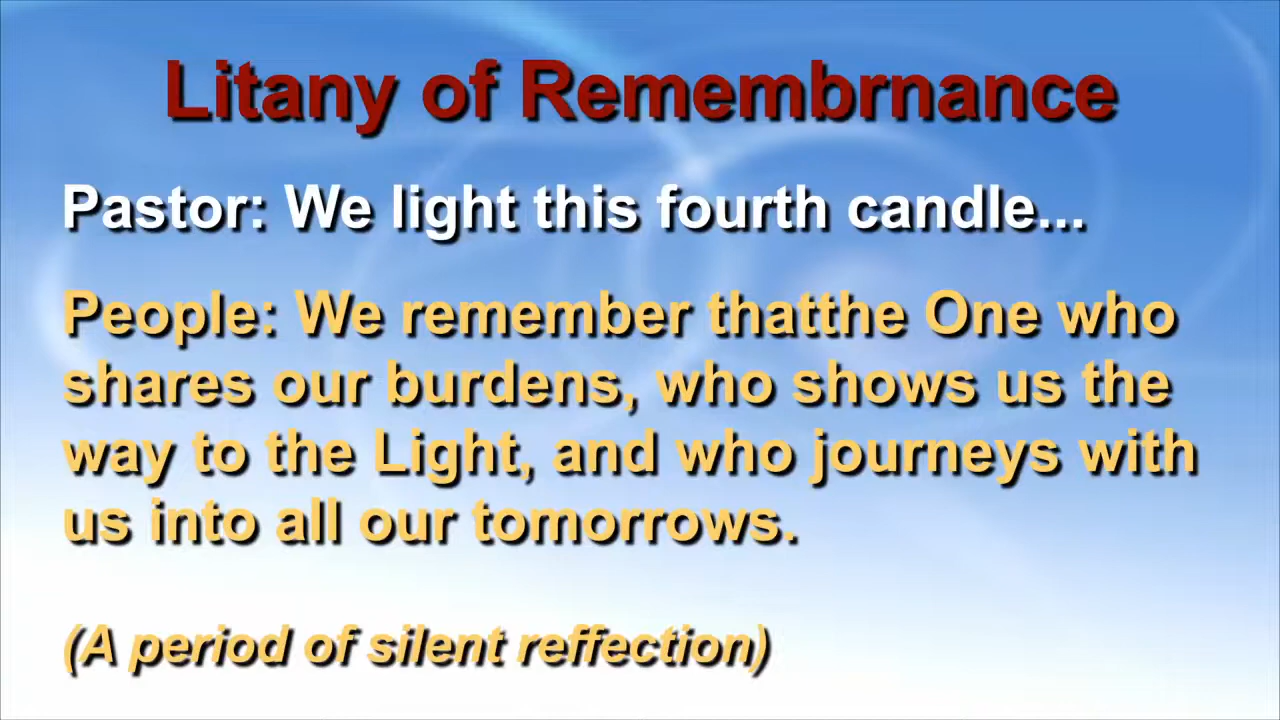 Litany of Remembrnance
Pastor: We light this fourth candle...
People: We remember thatthe One who
shares our burdens, who shows us the
way to the Light, and who journeys with
us into all our tomorrows.
(A period of silent reffection)